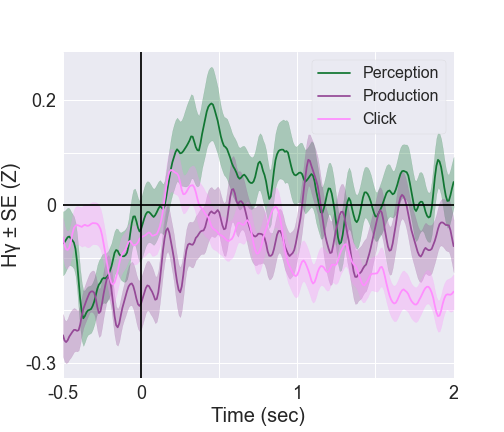 Perception
Production
Click
0.2
0
-0.3
Hγ ± SE (Z)
-0.5
0
1
2
Time (sec)